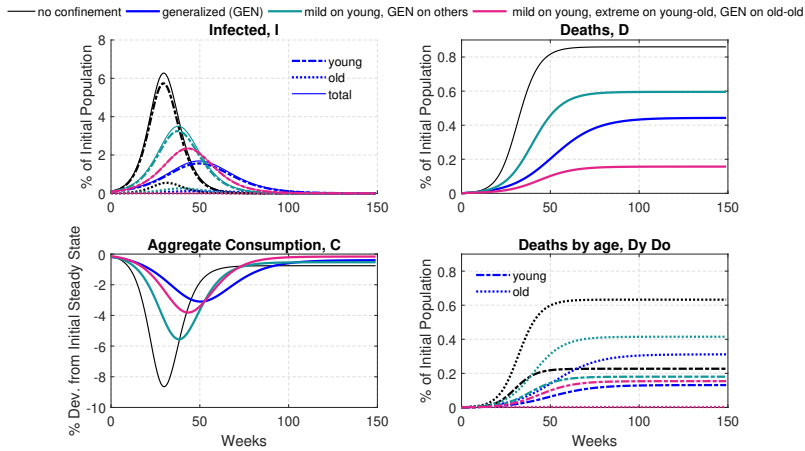 no confinement generalized (GEN) mild on young, GEN on others mild on young, extreme on young-old, GEN on old-old
Infected, I
% of Initial Population
8
6
4
2
0
0 50 100 150
young
old
total
Deaths, D
% of Initial Population
0.8
0.6
0.4
0.2
0
0 50 100 150
Aggregate Consumption, C
% Dev. from Initial Steady State
0
-2
-4
-6
-8
-10
0 50 100 150
Weeks
Deaths by age, Dy Do
% of Initial Population
0.8
0.6
0.4
0.2
0
0 50 100 150
Weeks
young
old